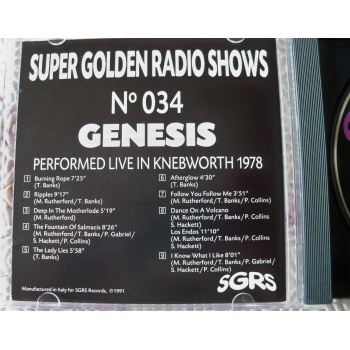 SUPER GOLDEN RADIO SHOWS
Nº 034
GENESIS
PERFORMED LIVE IN KNEBWORTH 1978
1 Burning Rope 7'25"
(T. Banks)
2 Ripples 9'17"
(M. Rutherford/T. Banks)
3 Deep In The Motherlode 5'19"
(M. Rutherford)
4 The Fountain Of Salmacis 8'26"
(M. Rutherford/T. Banks/P. Gabriel/
S. Hackett/P. Collins)
5 The Lady Lies 5'58"
(T. Banks)
6 Afterglow 4'30"
(T. Banks)
7 Follow You Follow Me 3'51"
(M. Rutherford/T. Banks/P. Collins)
8 Dance On A Volcano
(M. Rutherford/T. Banks/P. Collins/
S. Hackett)
Los Endos 11'10"
(M. Rutherford/T. Banks/P. Collins/
S. Hackett)
9 I Know What I Like 8'01"
(M. Rutherford/T. Banks/P. Gabriel/
S. Hackett/P. Collins)
SGRS
Manufactured in Italy for SGRS Records, ©1991